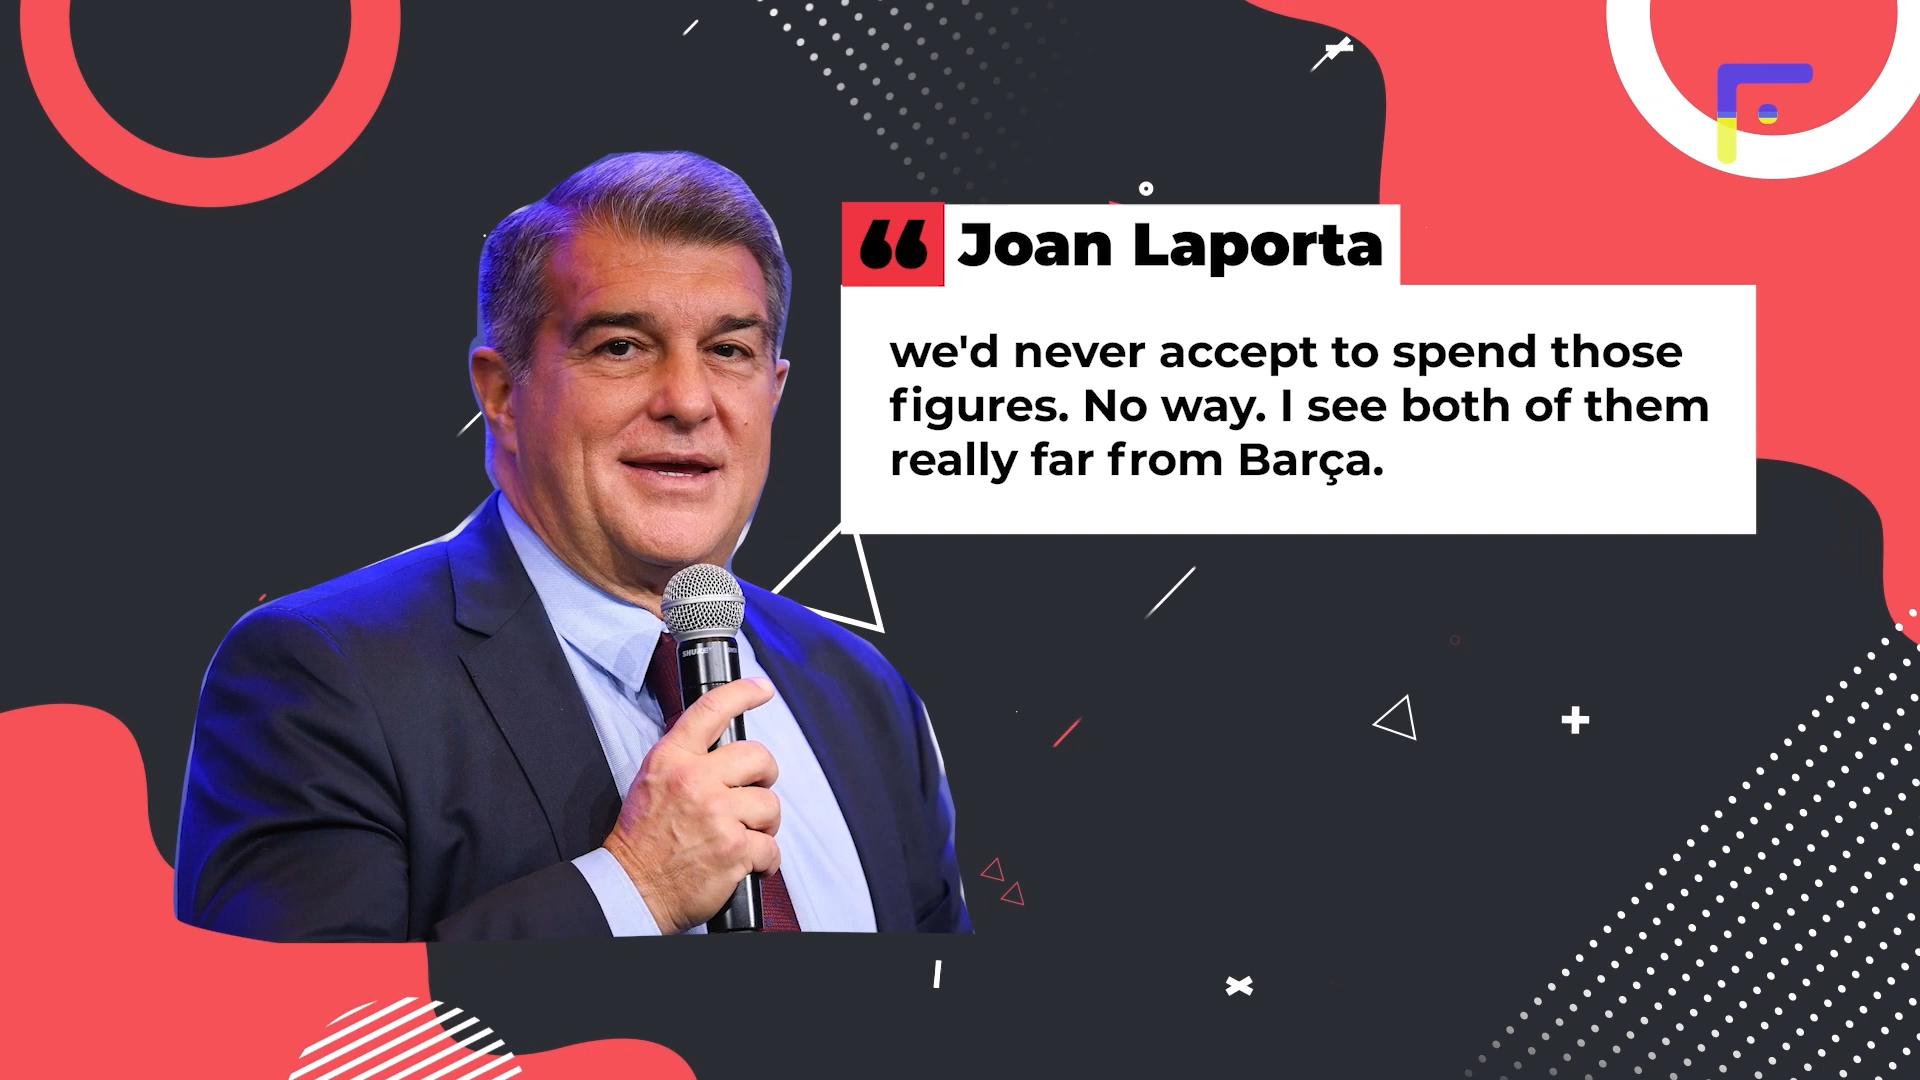 Joan Laporta
we'd never accept to spend those
figures. No way. I see both of them
really far from Barça.
SHURE